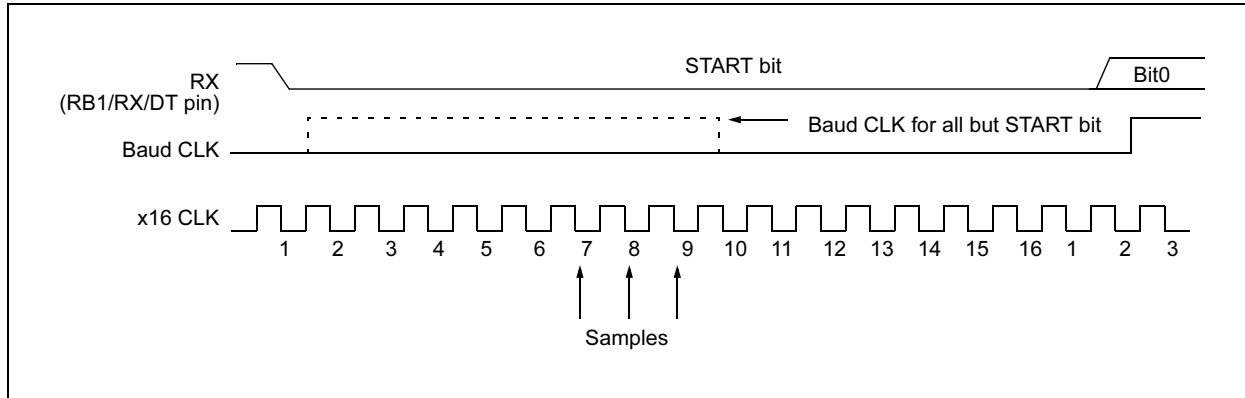 START bit
Bit0
RX
(RB1/RX/DT pin)
Baud CLK for all but START bit
Baud CLK
x16 CLK
1 2 3 4 5 6 7 8 9 10 11 12 13 14 15 16 1 2 3
Samples